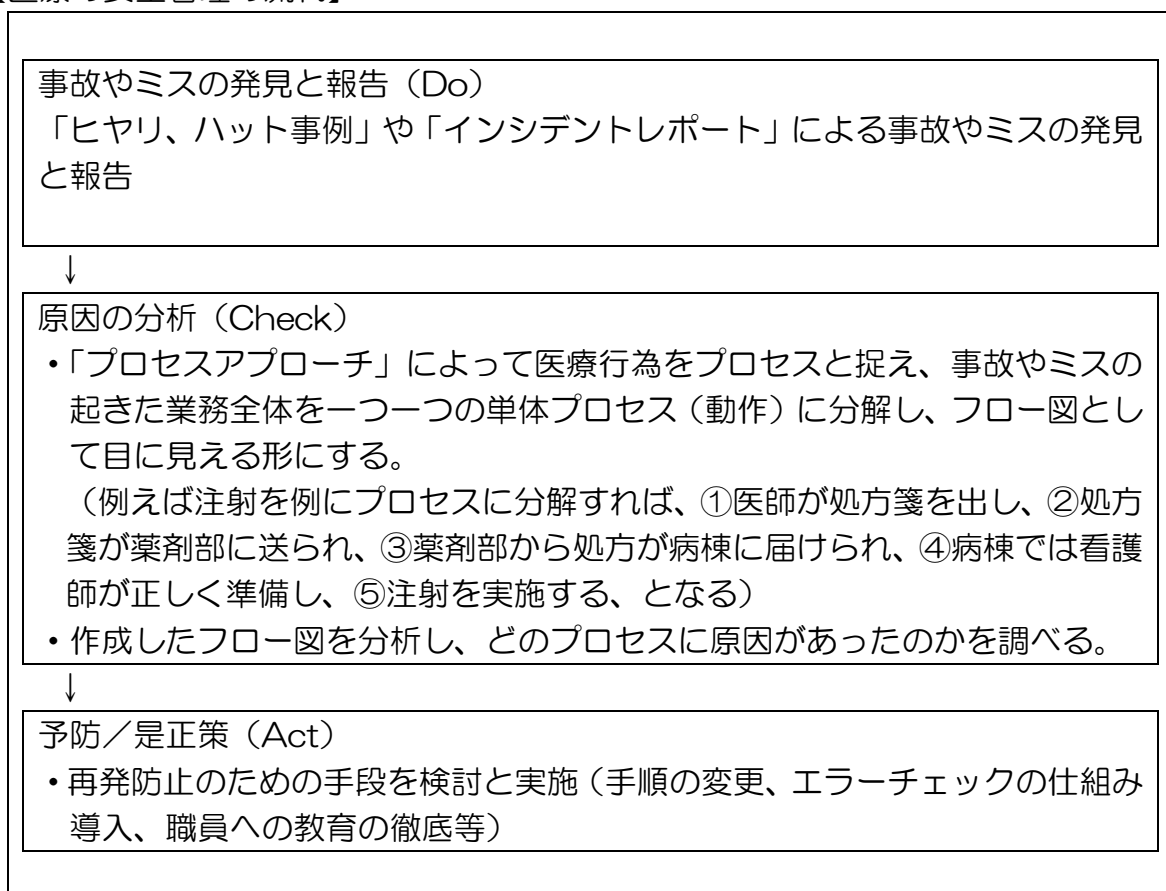 事故やミスの発見と報告（Do）
「ヒヤリ、ハット事例」や「インシデントレポート」による事故やミスの発見
と報告
↓
原因の分析（Check）
・「プロセスアプローチ」によって医療行為をプロセスと捉え、事故やミスの
起きた業務全体を一つ一つの単体プロセス（動作）に分解し、フロー図とし
て目に見える形にする。
（例えば注射を例にプロセスに分解すれば、①医師が処方箋を出し、②処方
箋が薬剤部に送られ、③薬剤部から処方が病棟に届けられ、④病棟では看護
師が正しく準備し、⑤注射を実施する、となる）
・作成したフロー図を分析し、どのプロセスに原因があったのかを調べる。
↓
予防／是正策（Act）
・再発防止のための手段を検討と実施（手順の変更、エラーチェックの仕組み
導入、職員への教育の徹底等）